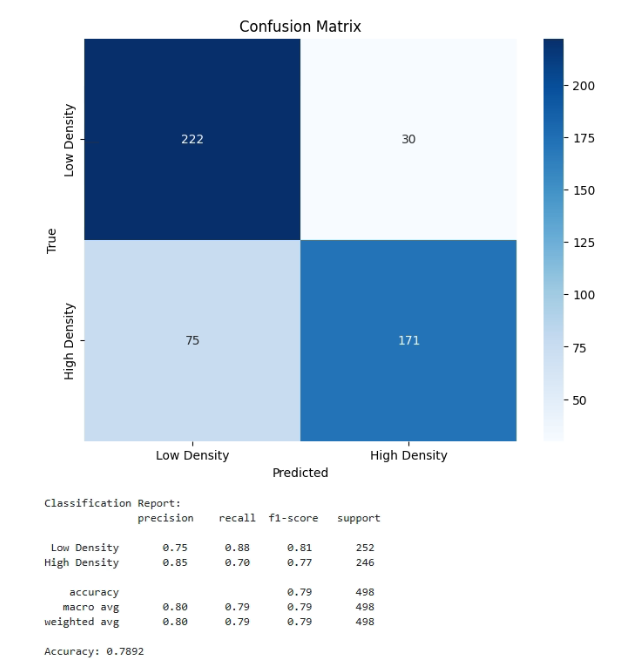 Confusion Matrix
222 30
75 171
Low Density
High Density
True
Low Density High Density
Predicted
200
175
150
125
100
75
50
Classification Report:
precision recall f1-score support
Low Density 0.75 0.88 0.81 252
High Density 0.85 0.70 0.77 246
accuracy 0.79 498
macro avg 0.80 0.79 0.79 498
weighted avg 0.80 0.79 0.79 498
Accuracy: 0.7892